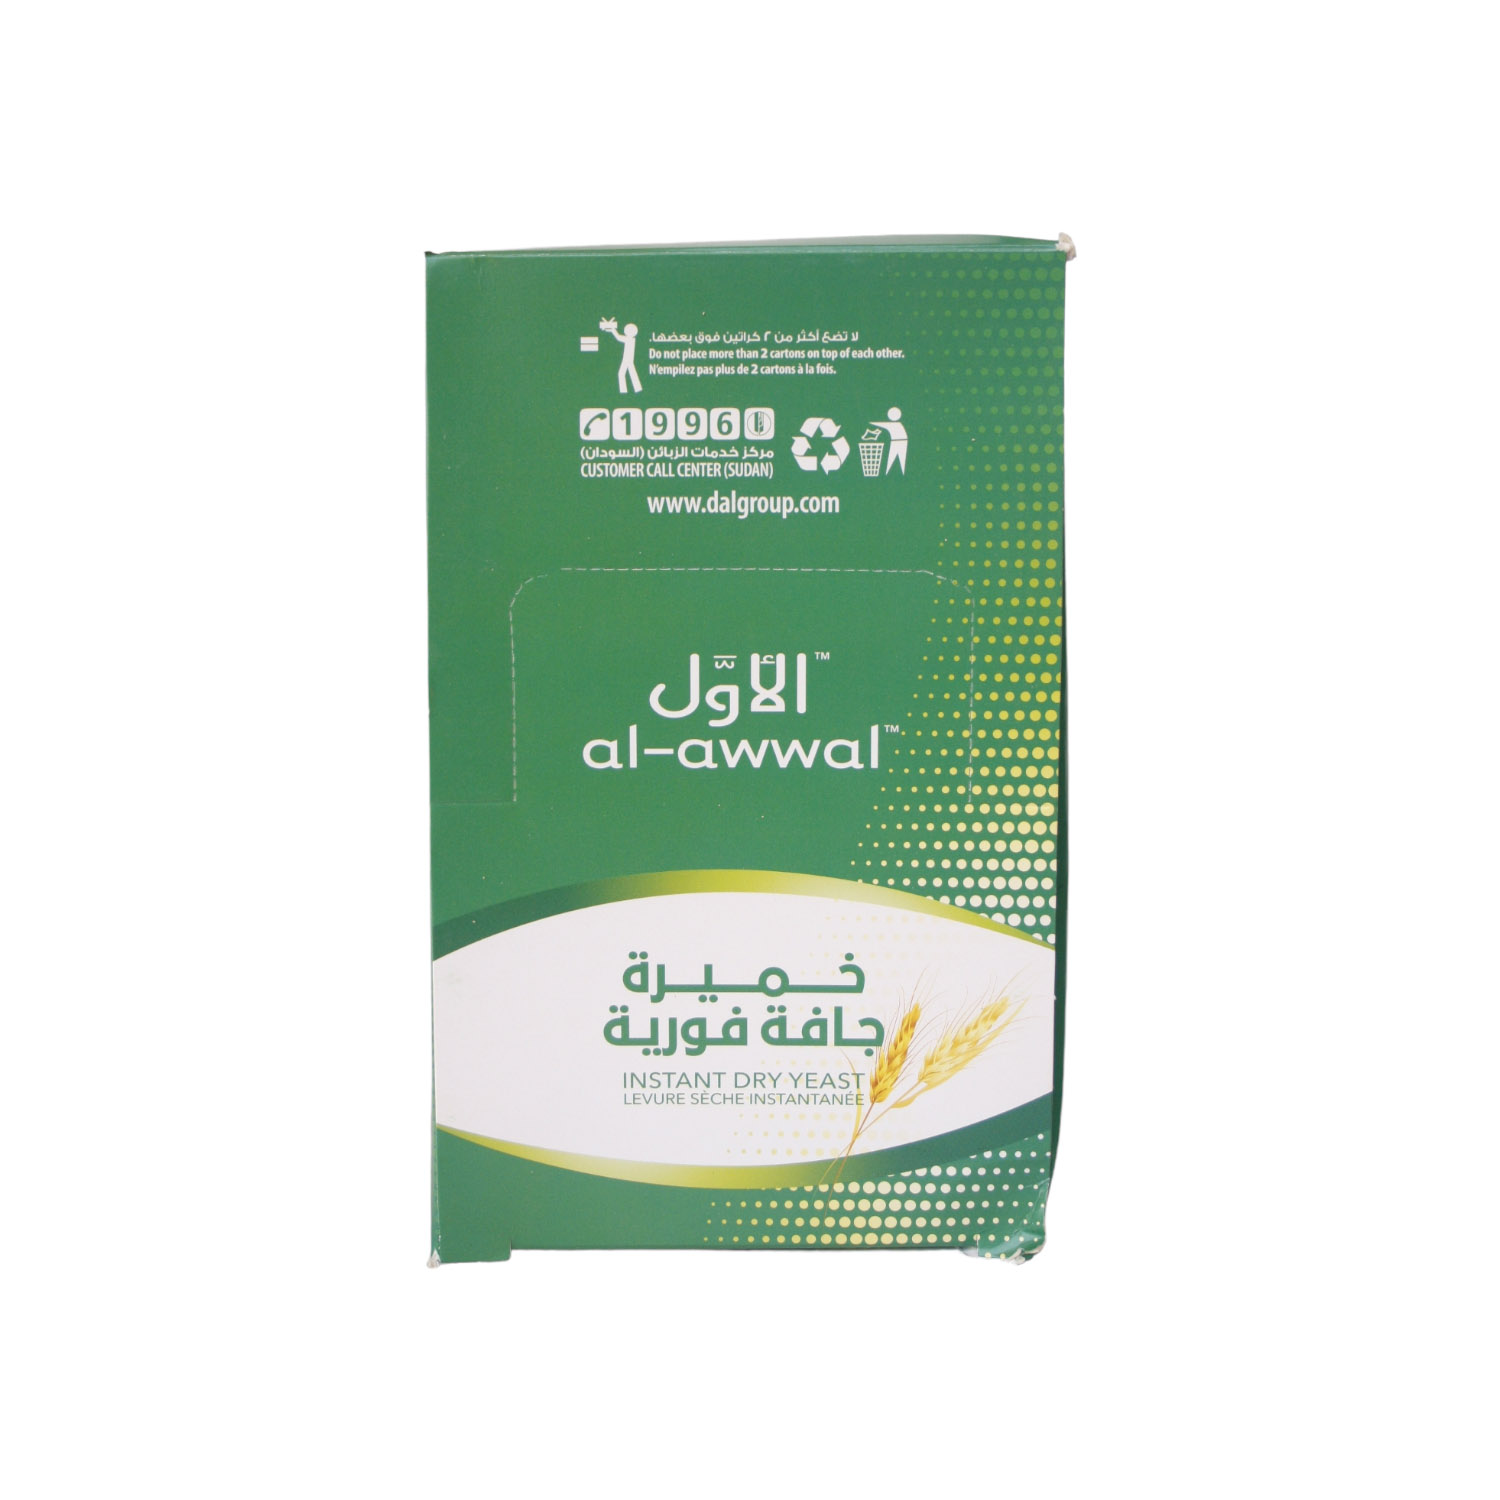 لا تضع أكثر من ٢ كراتين فوق بعضها.
Do not place more than 2 cartons on top of each other.
N'empilez pas plus de 2 cartons à la fois.
1996
مركز خدمات الزبائن (السودان)
CUSTOMER CALL CENTER (SUDAN)
www.dalgroup.com
الأوّل™
al-awwal™
خميرة
جافة فورية
INSTANT DRY YEAST
LEVURE SÈCHE INSTANTANÉE